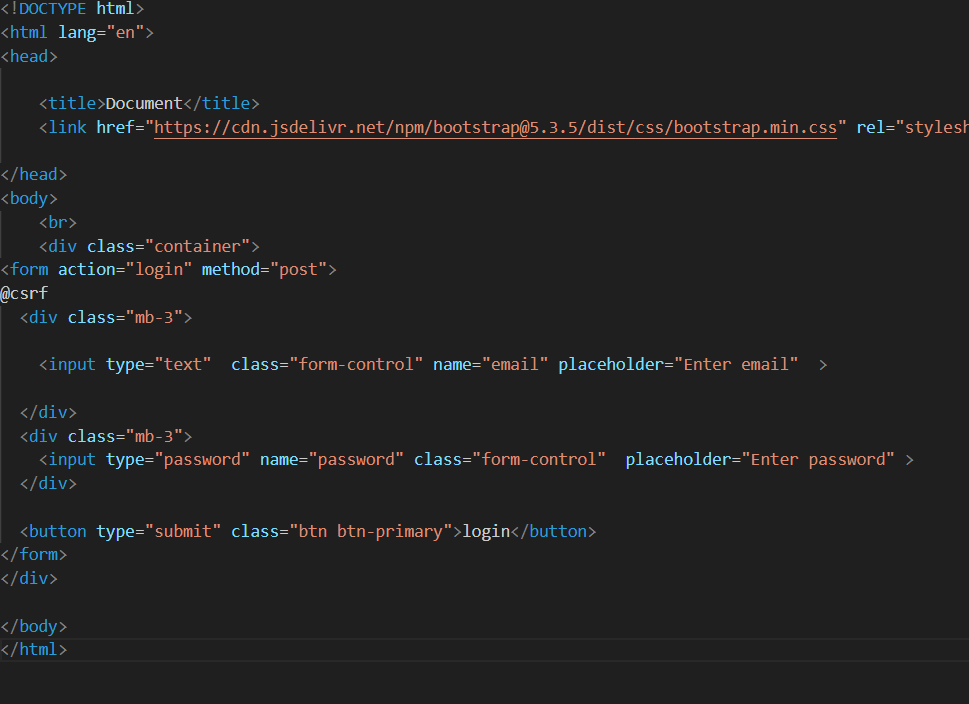 <!DOCTYPE html>
<html lang="en">
<head>
<title>Document</title>
<link href="https://cdn.jsdelivr.net/npm/bootstrap@5.3.5/dist/css/bootstrap.min.css" rel="stylesh
</head>
<body>
<br>
<div class="container">
<form action="login" method="post">
@csrf
<div class="mb-3">
<input type="text"  class="form-control" name="email" placeholder="Enter email"  >
</div>
<div class="mb-3">
<input type="password" name="password" class="form-control"  placeholder="Enter password" >
</div>
<button type="submit" class="btn btn-primary">login</button>
</form>
</div>
</body>
</html>